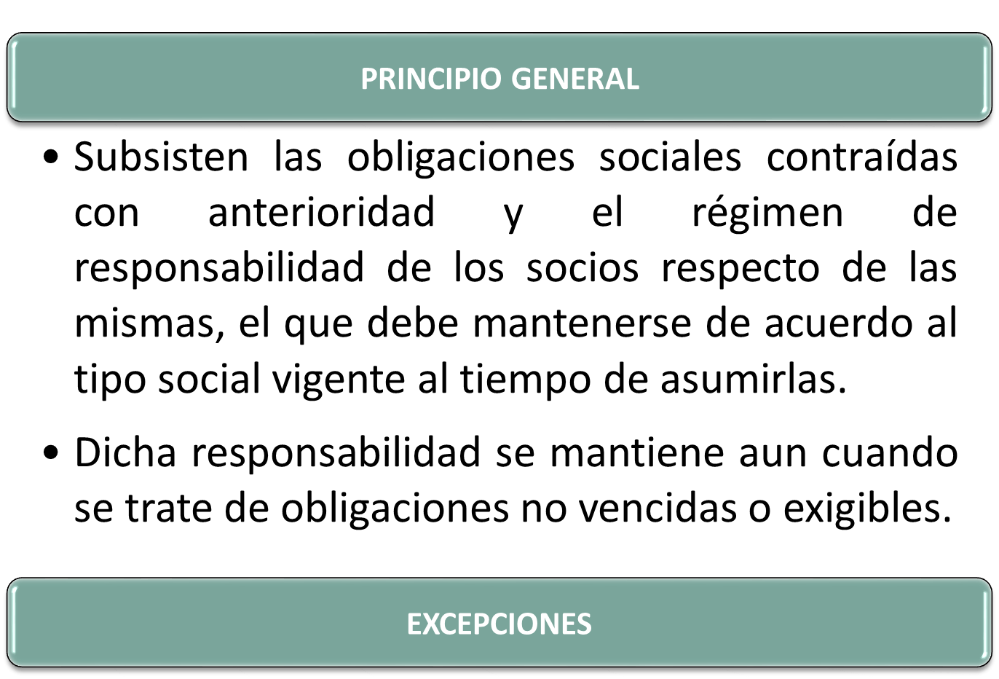 PRINCIPIO GENERAL
• Subsisten las obligaciones sociales contraídas
con anterioridad y el régimen de
responsabilidad de los socios respecto de las
mismas, el que debe mantenerse de acuerdo al
tipo social vigente al tiempo de asumirlas.
• Dicha responsabilidad se mantiene aun cuando
se trate de obligaciones no vencidas o exigibles.
EXCEPCIONES